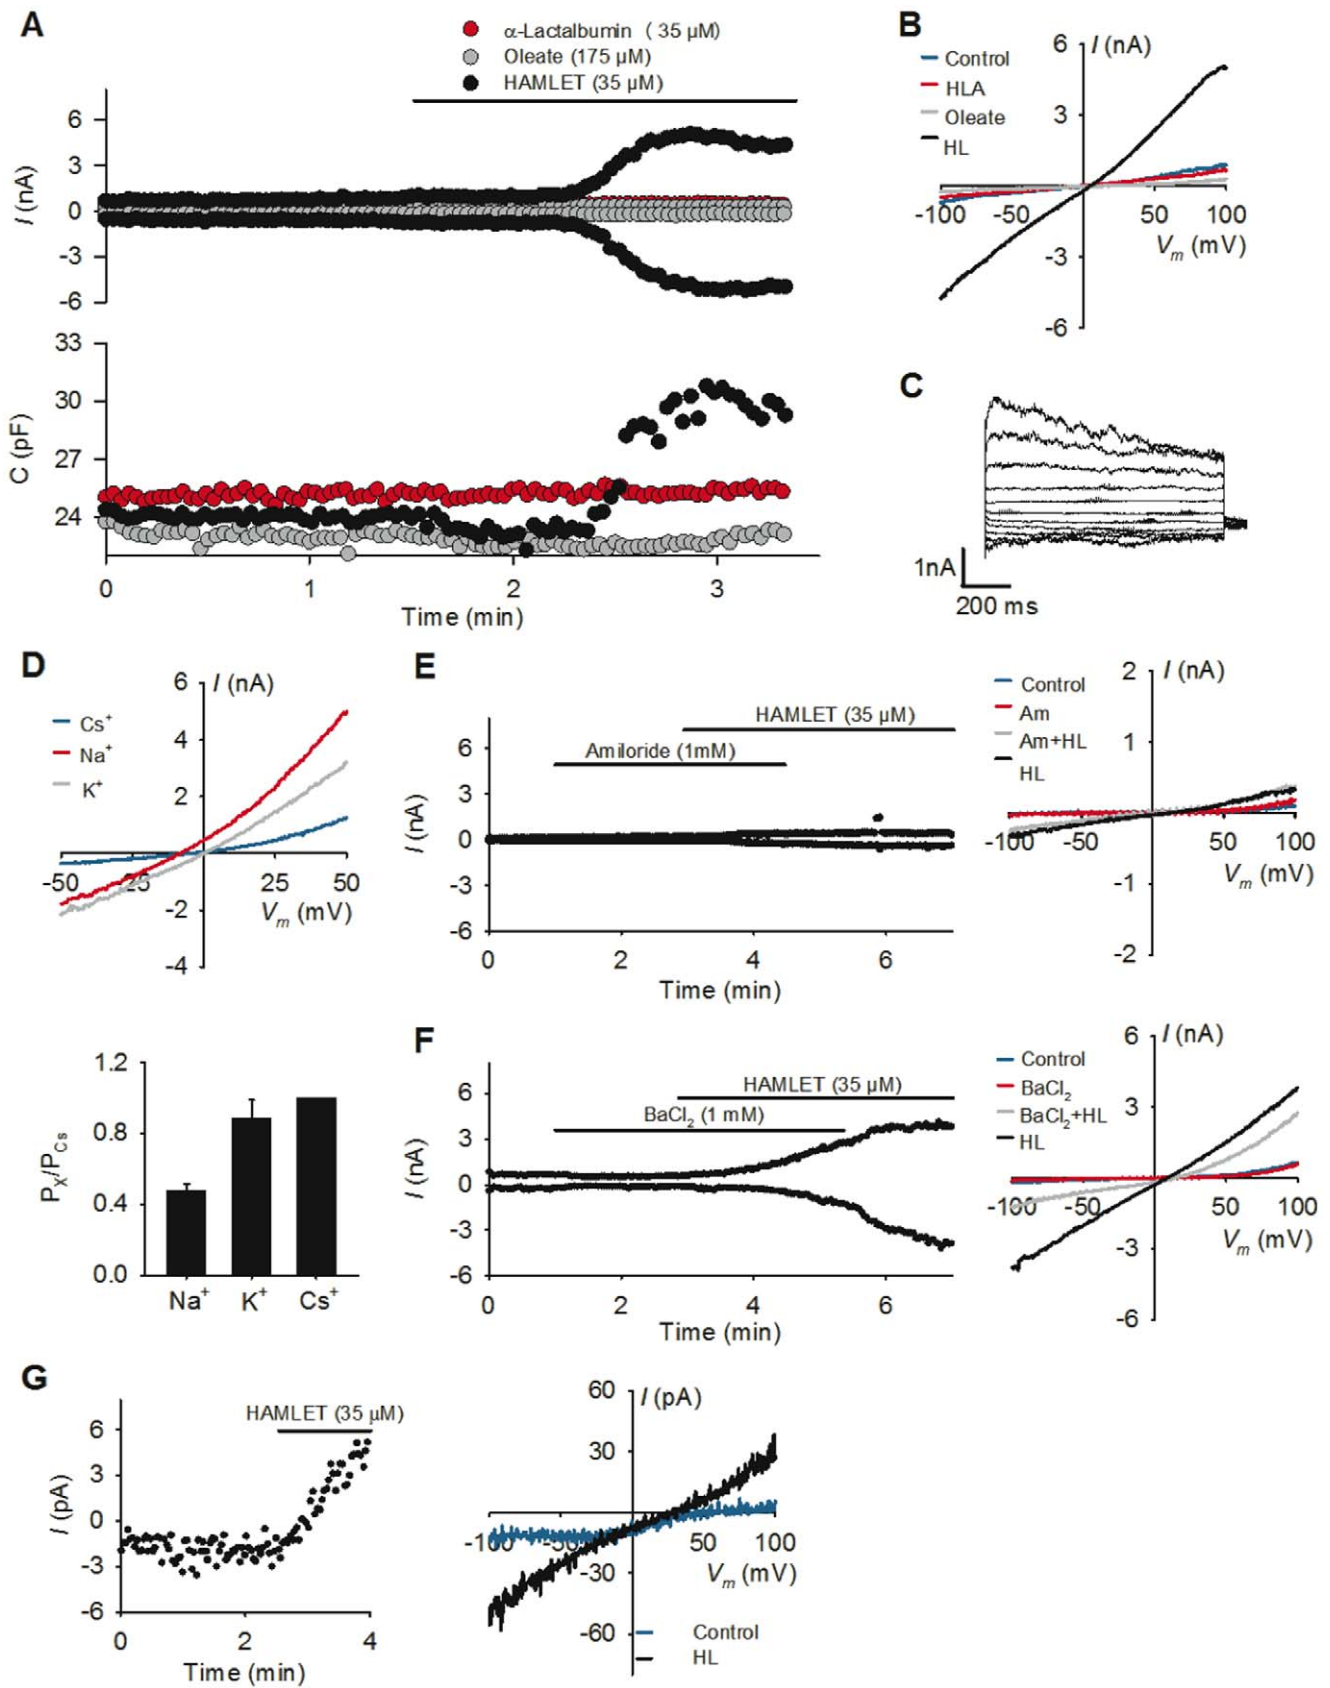 A
α-Lactalbumin ( 35 µM)
Oleate (175 µM)
HAMLET (35 µM)
I (nA)
6
3
0
-3
-6
C (pF)
33
30
27
24
0 1 2 3
Time (min)
B
Control
HLA
Oleate
HL
I (nA)
6
3
-3
-6
-100 -50 50 100
Vm (mV)
C
1nA
200 ms
D
Cs+
Na+
K+
I (nA)
6
4
2
-2
-4
-50 -25 25 50
Vm (mV)
PX/PCs
1.2
0.8
0.4
0.0
Na+ K+ Cs+
E
HAMLET (35 µM)
Amiloride (1mM)
I (nA)
6
3
0
-3
-6
0 2 4 6
Time (min)
Control
Am
Am+HL
HL
I (nA)
2
1
-1
-2
-100 -50 50 100
Vm (mV)
F
HAMLET (35 µM)
BaCl2 (1 mM)
I (nA)
6
3
0
-3
-6
0 2 4 6
Time (min)
Control
BaCl2
BaCl2+HL
HL
I (nA)
6
3
-3
-6
-100 -50 50 100
Vm (mV)
G
HAMLET (35 µM)
I (pA)
6
3
0
-3
-6
0 2 4
Time (min)
I (pA)
60
30
-30
-60
-100 -50 50 100
Vm (mV)
Control
HL